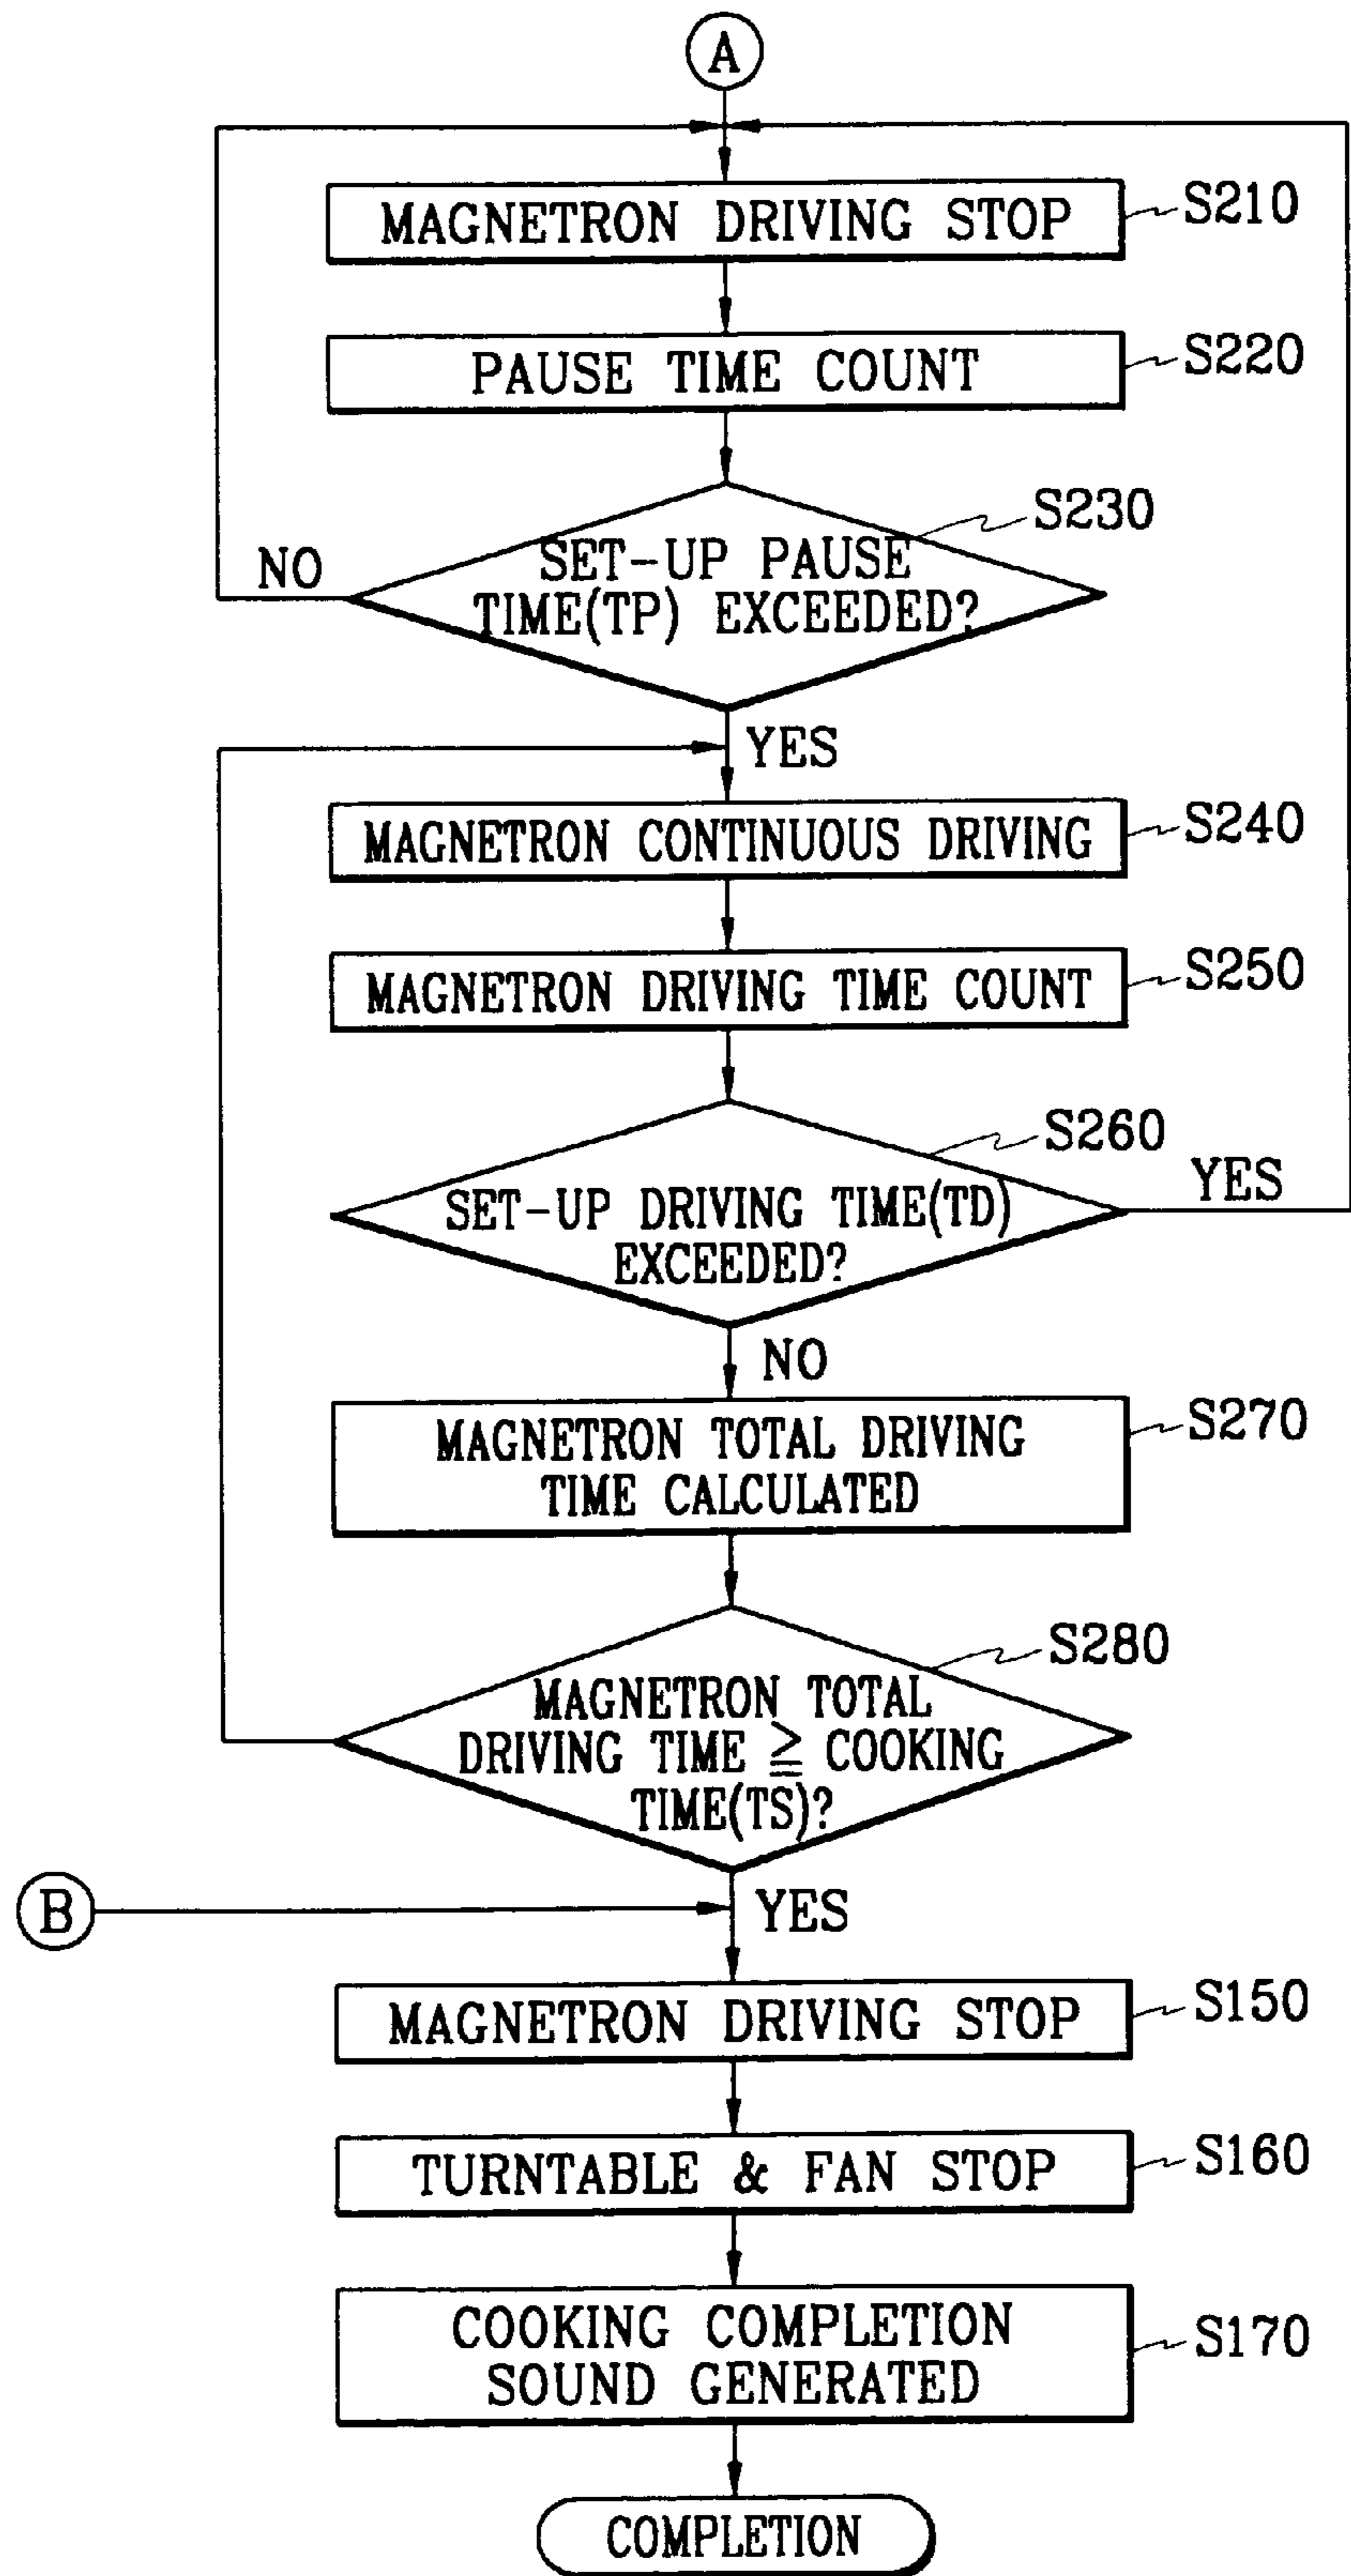 A
MAGNETRON DRIVING STOP
S210
PAUSE TIME COUNT
S220
S230
SET-UP PAUSE
TIME(TP) EXCEEDED?
NO
YES
MAGNETRON CONTINUOUS DRIVING
S240
MAGNETRON DRIVING TIME COUNT
S250
S260
SET-UP DRIVING TIME(TD)
EXCEEDED?
YES
NO
MAGNETRON TOTAL DRIVING
TIME CALCULATED
S270
S280
MAGNETRON TOTAL
DRIVING TIME ≧ COOKING
TIME(TS)?
B
YES
MAGNETRON DRIVING STOP
S150
TURNTABLE & FAN STOP
S160
COOKING COMPLETION
SOUND GENERATED
S170
COMPLETION